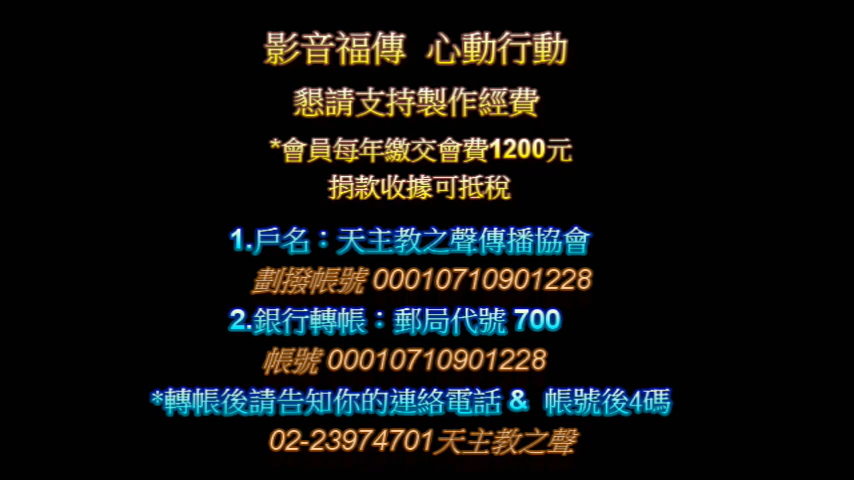 影音福傳 心動行動
懇請支持製作經費
*會員每年繳交會費1200元
捐款收據可抵稅
1.戶名：天主教之聲傳播協會
劃撥帳號 00010710901228
2.銀行轉帳：郵局代號 700
帳號 00010710901228
*轉帳後請告知你的連絡電話 & 帳號後4碼
02-23974701天主教之聲